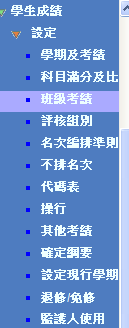 學生成績
設定
學期及考績
科目滿分及比
班級考績
評核組別
名次編排準則
不排名次
代碼表
操行
其他考績
確定綱要
設定現行學期
退修/免修
監護人使用